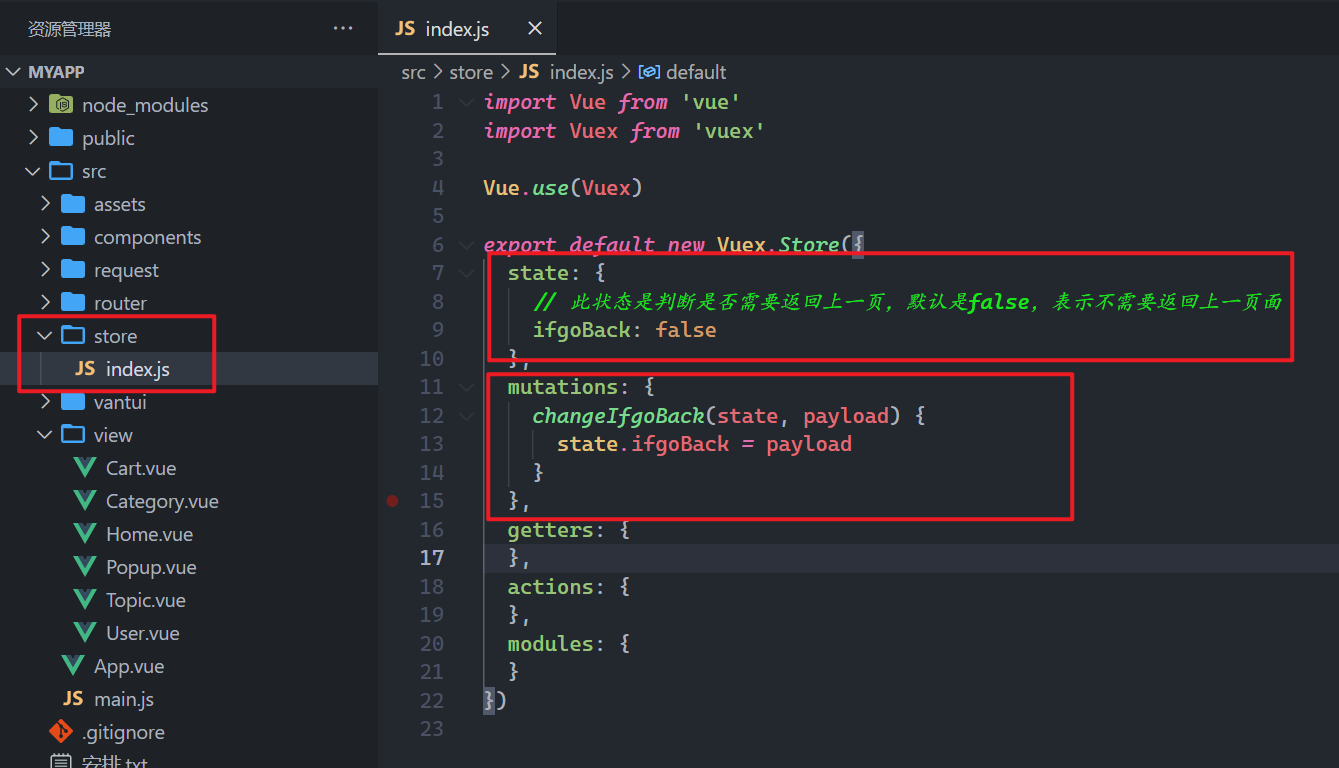 资源管理器 ···
MYAPP
node_modules
public
src
assets
components
request
router
store
JS index.js
vantui
view
Cart.vue
Category.vue
Home.vue
Popup.vue
Topic.vue
User.vue
App.vue
JS main.js
.gitignore
安排.txt
JS index.js
src > store > JS index.js > default
1 import Vue from 'vue'
2 import Vuex from 'vuex'
3
4 Vue.use(Vuex)
5
6 export default new Vuex.Store({
7 state: {
8 // 此状态是判断是否需要返回上一页，默认是false，表示不需要返回上一页面
9 ifgoBack: false
10 },
11 mutations: {
12 changeIfgoBack(state, payload) {
13 state.ifgoBack = payload
14 }
15 },
16 getters: {
17 },
18 actions: {
19 },
20 modules: {
21 }
22 })
23